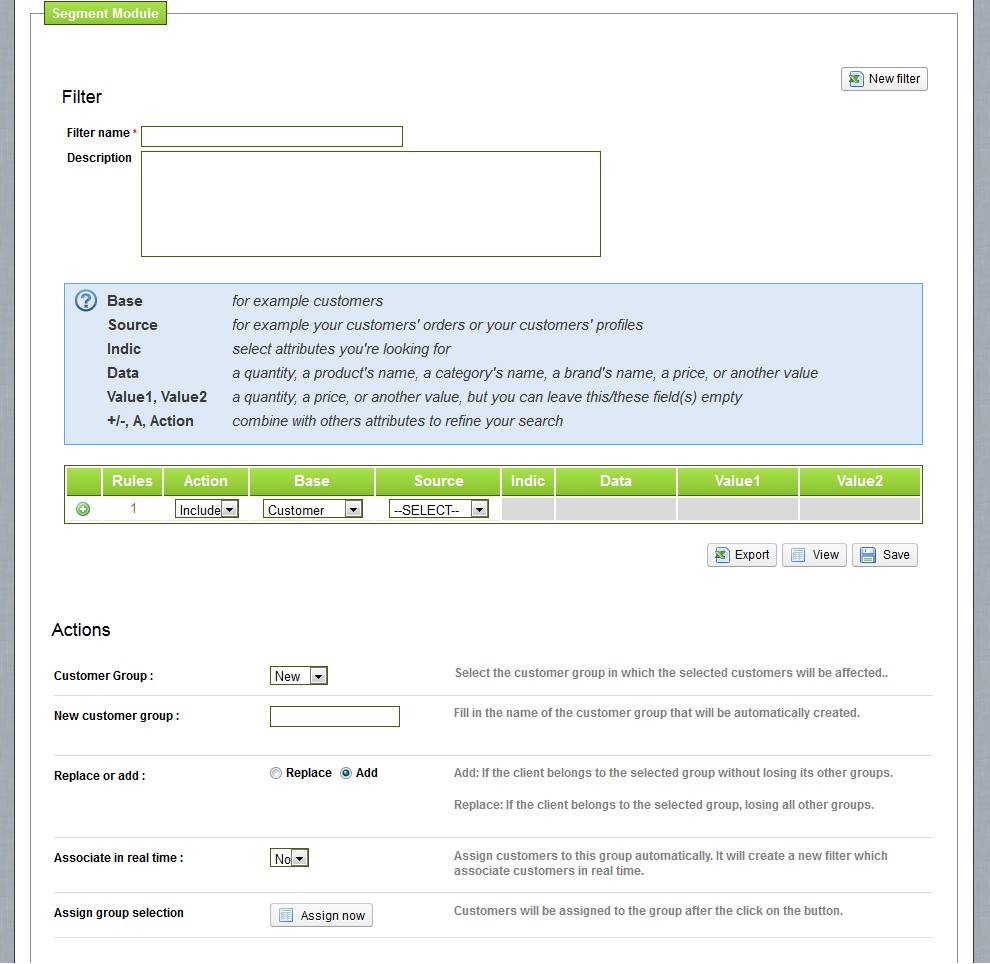 Segment Module
New filter
Filter
Filter name *
Description
? Base for example customers
Source for example your customers' orders or your customers' profiles
Indic select attributes you're looking for
Data a quantity, a product's name, a category's name, a brand's name, a price, or another value
Value1, Value2 a quantity, a price, or another value, but you can leave this/these field(s) empty
+/-, A, Action combine with others attributes to refine your search
Rules Action Base Source Indic Data Value1 Value2
1 Include Customer --SELECT--
Export View Save
Actions
Customer Group : New Select the customer group in which the selected customers will be affected..
New customer group : Fill in the name of the customer group that will be automatically created.
Replace or add : Replace Add Add: If the client belongs to the selected group without losing its other groups.
Replace: If the client belongs to the selected group, losing all other groups.
Associate in real time : No Assign customers to this group automatically. It will create a new filter which
associate customers in real time.
Assign group selection Assign now Customers will be assigned to the group after the click on the button.